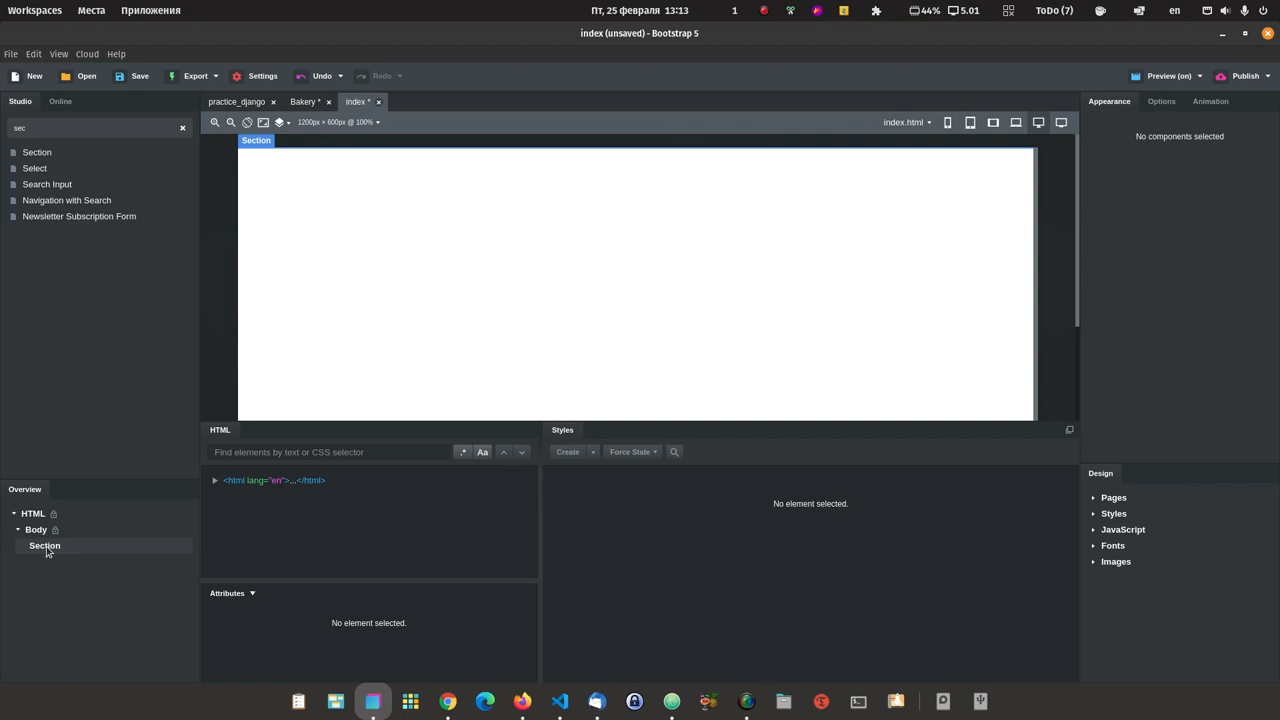 Workspaces Места Приложения Пт, 25 февраля 13:13 1 44% 5.01 ToDo (7) en
index (unsaved) - Bootstrap 5
File Edit View Cloud Help
New Open Save Export Settings Undo Redo Preview (on) Publish
Studio Online practice_django Bakery * index * Appearance Options Animation
sec 1200px × 600px @ 100% index.html
Section
No components selected
Section
Select
Search Input
Navigation with Search
Newsletter Subscription Form
HTML Styles
Find elements by text or CSS selector .* Aa Create Force State
Design
<html lang="en">...</html>
Overview
Pages
No element selected.
HTML Styles
Body JavaScript
Section Fonts
Images
Attributes
No element selected.